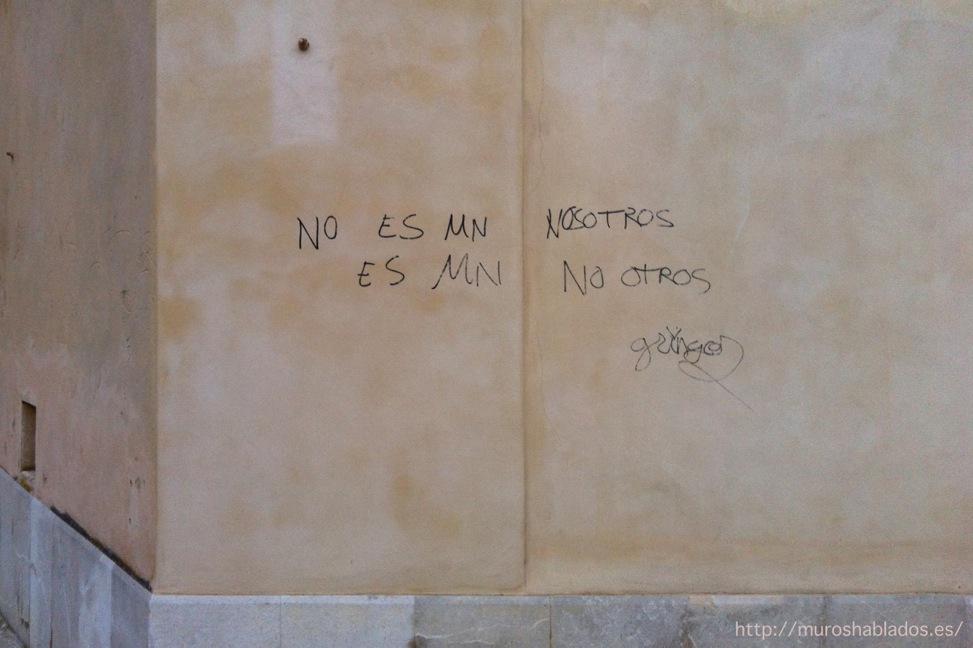 NO ES MN NOSOTROS
ES MN NO OTROS
http://muroshablados.es/